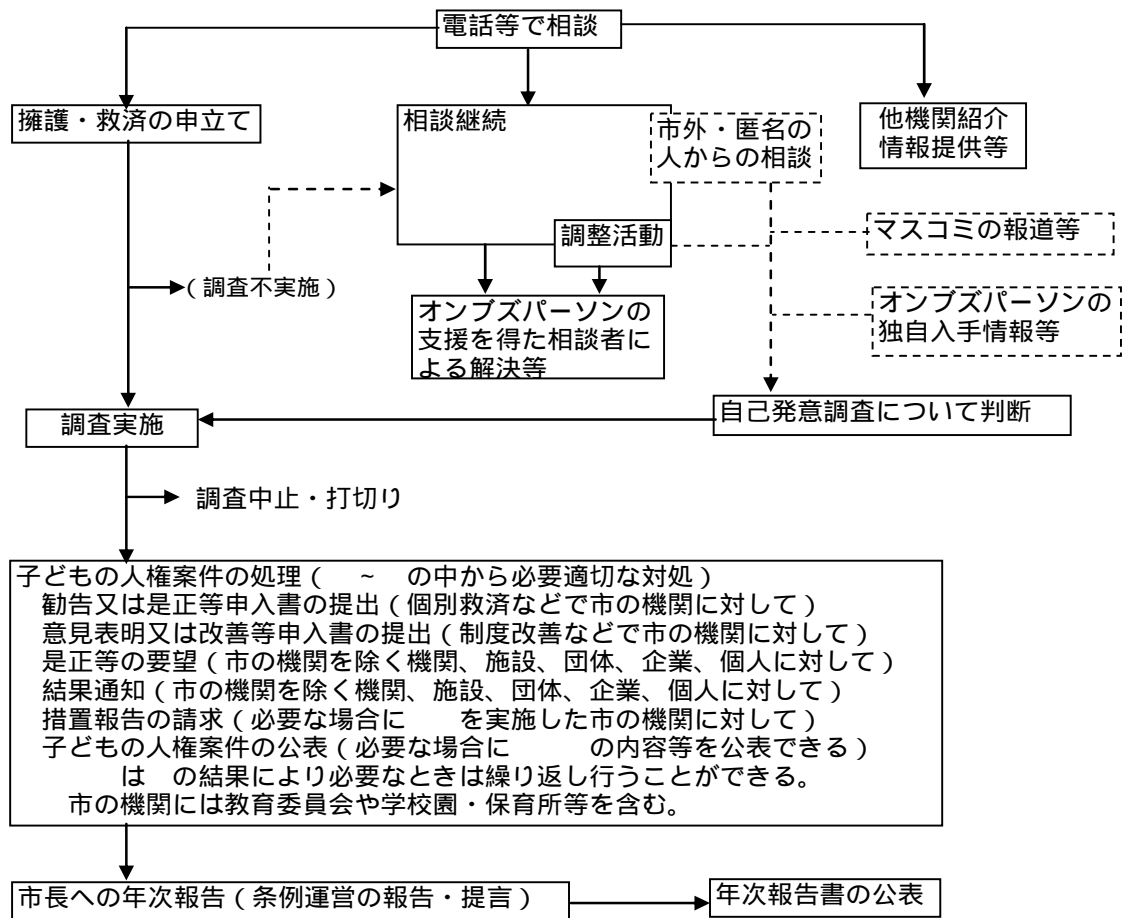 電話等で相談
擁護・救済の申立て
相談継続
市外・匿名の
人からの相談
他機関紹介
情報提供等
調整活動
マスコミの報道等
(調査不実施)
オンブズパーソンの
支援を得た相談者に
よる解決等
オンブズパーソンの
独自入手情報等
調査実施
自己発意調査について判断
調査中止・打切り
子どもの人権案件の処理(　~　の中から必要適切な対処)
勧告又は是正等申入書の提出(個別救済などで市の機関に対して)
意見表明又は改善等申入書の提出(制度改善などで市の機関に対して)
是正等の要望(市の機関を除く機関、施設、団体、企業、個人に対して)
結果通知(市の機関を除く機関、施設、団体、企業、個人に対して)
措置報告の請求(必要な場合に　　を実施した市の機関に対して)
子どもの人権案件の公表(必要な場合に　　　の内容等を公表できる)
は　の結果により必要なときは繰り返し行うことができる。
市の機関には教育委員会や学校園・保育所等を含む。
市長への年次報告(条例運営の報告・提言)
年次報告書の公表